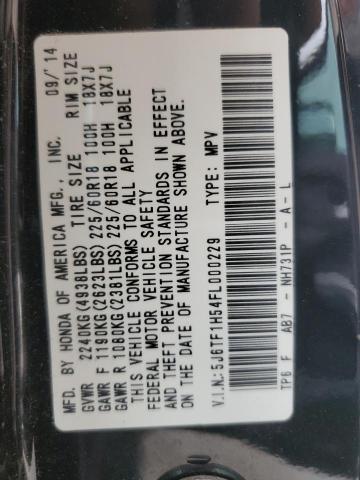 MFD. BY HONDA OF AMERICA MFG., INC. 09/14
GVWR 2240KG(4938LBS) TIRE SIZE RIM SIZE
GAWR F 1190KG(2623LBS) 225/60R18 100H 18X7J
GAWR R 1080KG(2381LBS) 225/60R18 100H 18X7J
THIS VEHICLE CONFORMS TO ALL APPLICABLE
FEDERAL MOTOR VEHICLE SAFETY
AND THEFT PREVENTION STANDARDS IN EFFECT
ON THE DATE OF MANUFACTURE SHOWN ABOVE.
V.I.N.:5J6TF1H54FL000229 TYPE: MPV
TP6 F AB7 - NH731P - A - L